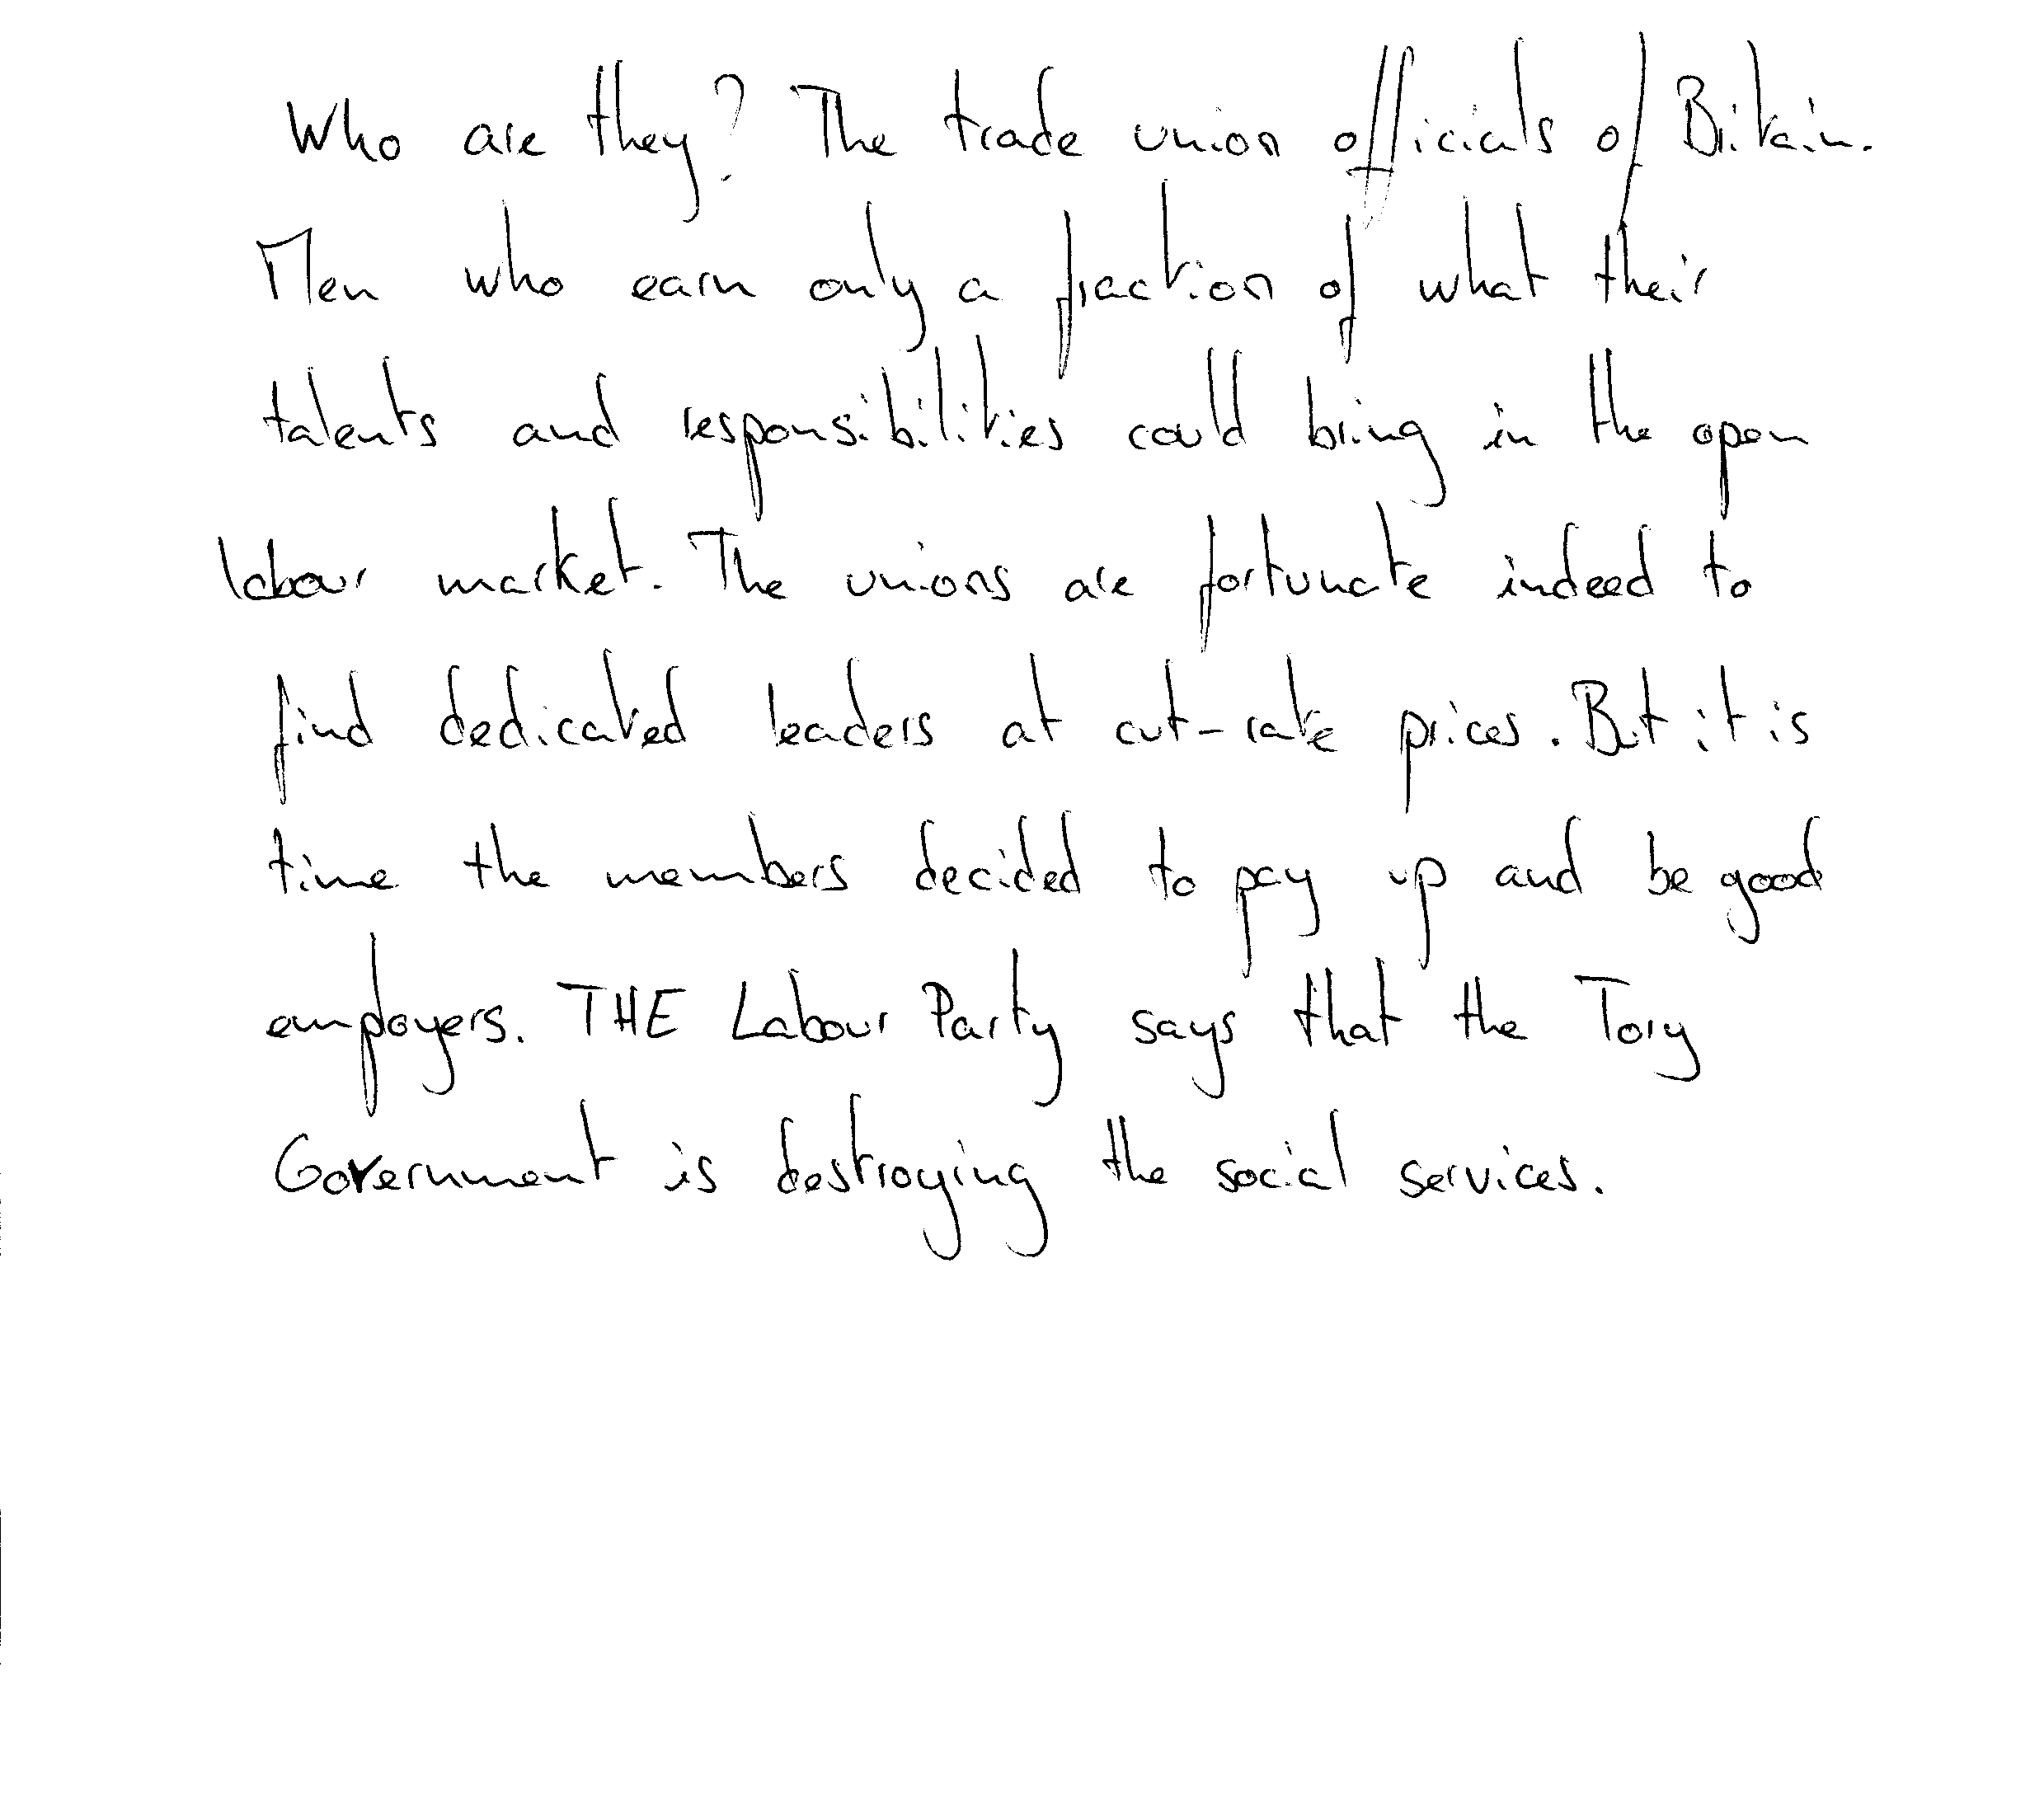 Who are they? The trade union officials of Britain.
Men who earn only a fraction of what their
talents and responsibilities could bring in the open
labour market. The unions are fortunate indeed to
find dedicated leaders at cut-rate prices. But it is
time the members decided to pay up and be good
employers. THE Labour Party says that the Tory
Government is destroying the social services.